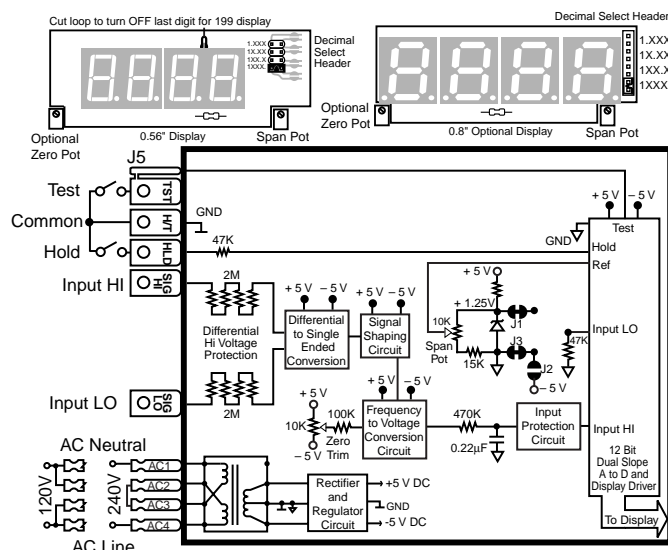 Cut loop to turn OFF last digit for 199 display
1.XXX
1X.XX
1XX.X
1XXX.
Decimal
Select
Header
Optional
Zero Pot
0.56" Display
Span Pot
Decimal Select Header
1.XXX
1X.XX
1XX.X
1XXX.
Optional
Zero Pot
0.8" Optional Display
Span Pot
J5
Test
TST
Common
H/T
GND
Hold
HLD
47K
Input HI
SIG HI
2M
Differential
Hi Voltage
Protection
Input LO
SIG LO
2M
+ 5 V
– 5 V
Differential
to Single
Ended
Conversion
+ 5 V
– 5 V
Signal
Shaping
Circuit
+ 5 V
– 5 V
Frequency
to Voltage
Conversion
Circuit
+ 5 V
10K
– 5 V
100K
Zero
Trim
470K
0.22µF
Input
Protection
Circuit
+ 5 V
+ 1.25V
10K
Span
Pot
15K
J1
J3
J2
– 5 V
47K
+ 5 V
– 5 V
GND
Test
Hold
Ref
Input LO
Input HI
12 Bit
Dual Slope
A to D and
Display Driver
To Display
AC Neutral
120V
240V
AC1
AC2
AC3
AC4
AC Line
Rectifier
and
Regulator
Circuit
+5 V DC
GND
-5 V DC